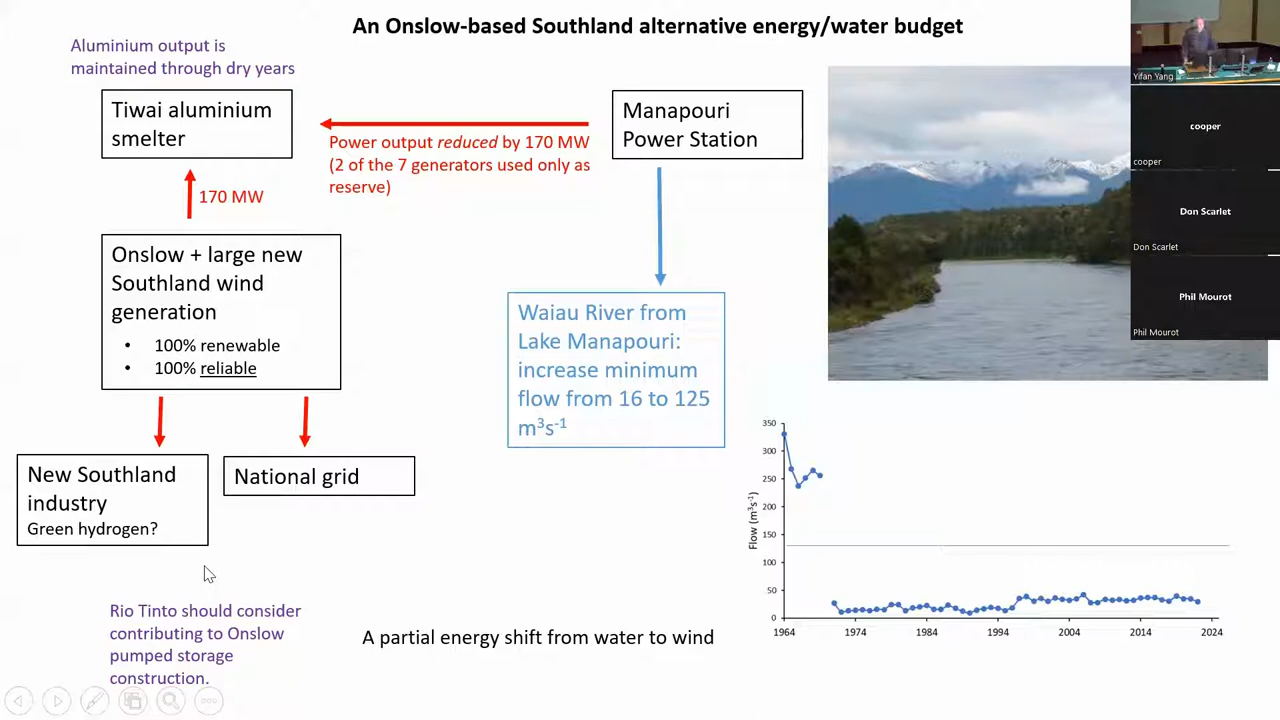 An Onslow-based Southland alternative energy/water budget
Aluminium output is
maintained through dry years
Tiwai aluminium
smelter
Power output reduced by 170 MW
(2 of the 7 generators used only as
reserve)
Manapouri
Power Station
170 MW
Onslow + large new
Southland wind
generation
• 100% renewable
• 100% reliable
Waiau River from
Lake Manapouri:
increase minimum
flow from 16 to 125
m³s⁻¹
New Southland
industry
Green hydrogen?
National grid
Rio Tinto should consider
contributing to Onslow
pumped storage
construction.
A partial energy shift from water to wind
Flow (m³s⁻¹)
350
300
250
200
150
100
50
0
1964 1974 1984 1994 2004 2014 2024
Yifan Yang
cooper
cooper
Don Scarlet
Don Scarlet
Phil Mourot
Phil Mourot